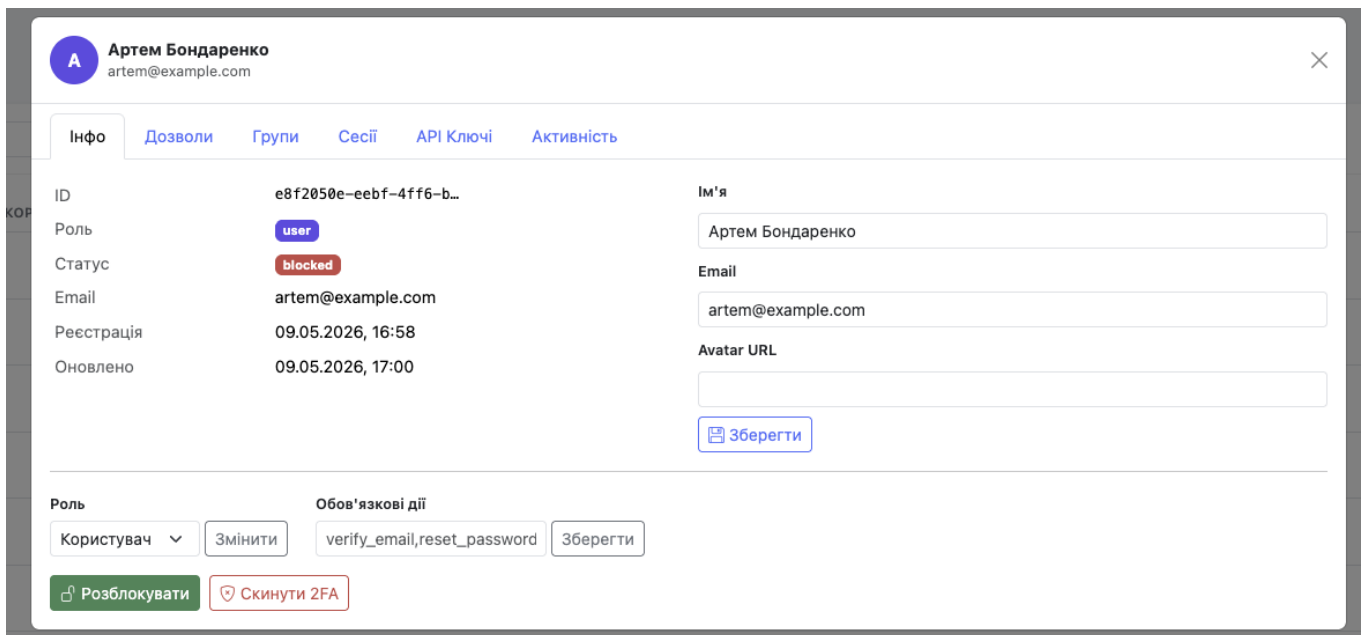 A
Артем Бондаренко
artem@example.com
Інфо Дозволи Групи Сесії API Ключі Активність
ID e8f2050e-eebf-4ff6-b…
Роль user
Статус blocked
Email artem@example.com
Реєстрація 09.05.2026, 16:58
Оновлено 09.05.2026, 17:00
Ім'я
Артем Бондаренко
Email
artem@example.com
Avatar URL
Зберегти
Роль
Користувач Змінити
Обов'язкові дії
verify_email,reset_password Зберегти
Розблокувати Скинути 2FA
КОР